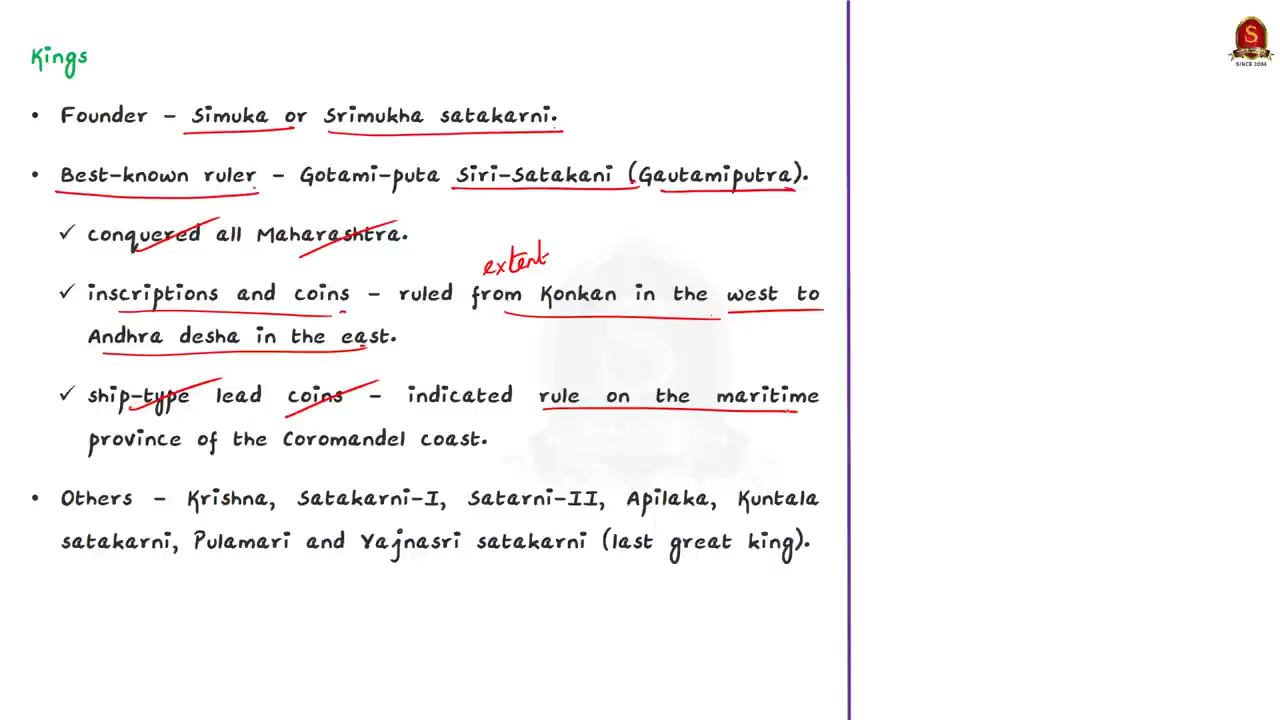 Kings
S
SINCE 2004
• Founder - Simuka or Srimukha satakarni.
• Best-known ruler - Gotami-puta Siri-Satakani (Gautamiputra).
✓ conquered all Maharashtra.
extent
✓ inscriptions and coins - ruled from Konkan in the west to
Andhra desha in the east.
✓ ship-type lead coins - indicated rule on the maritime
province of the Coromandel coast.
• Others - Krishna, Satakarni-I, Satarni-II, Apilaka, Kuntala
satakarni, Pulamari and Yajnasri satakarni (last great king).